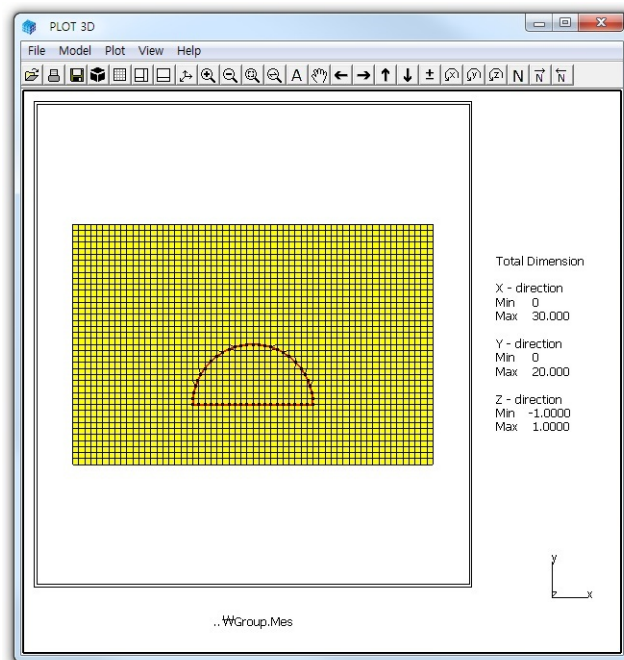 PLOT 3D
File Model Plot View Help
A ± x y z N N N
Total Dimension
X - direction
Min 0
Max 30.000
Y - direction
Min 0
Max 20.000
Z - direction
Min -1.0000
Max 1.0000
y
z x
..₩Group.Mes